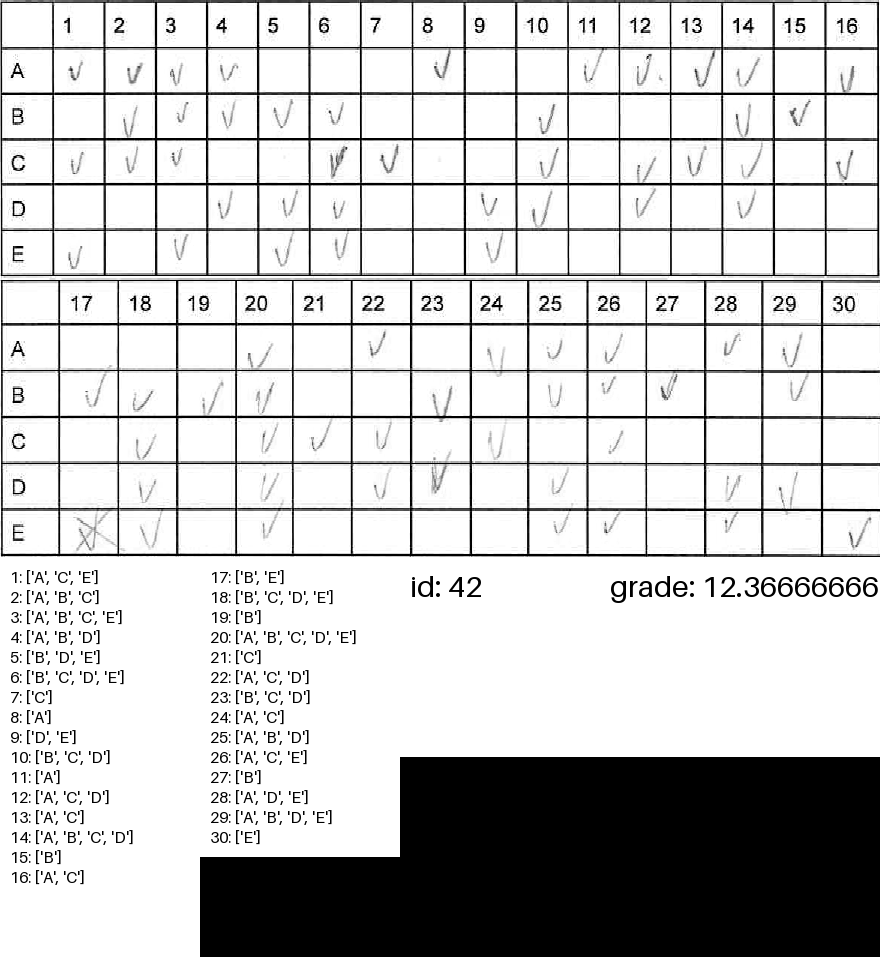 1 2 3 4 5 6 7 8 9 10 11 12 13 14 15 16
A
B
C
D
E
17 18 19 20 21 22 23 24 25 26 27 28 29 30
A
B
C
D
E
1: ['A', 'C', 'E']
2: ['A', 'B', 'C']
3: ['A', 'B', 'C', 'E']
4: ['A', 'B', 'D']
5: ['B', 'D', 'E']
6: ['B', 'C', 'D', 'E']
7: ['C']
8: ['A']
9: ['D', 'E']
10: ['B', 'C', 'D']
11: ['A']
12: ['A', 'C', 'D']
13: ['A', 'C']
14: ['A', 'B', 'C', 'D']
15: ['B']
16: ['A', 'C']
17: ['B', 'E']
18: ['B', 'C', 'D', 'E']
19: ['B']
20: ['A', 'B', 'C', 'D', 'E']
21: ['C']
22: ['A', 'C', 'D']
23: ['B', 'C', 'D']
24: ['A', 'C']
25: ['A', 'B', 'D']
26: ['A', 'C', 'E']
27: ['B']
28: ['A', 'D', 'E']
29: ['A', 'B', 'D', 'E']
30: ['E']
id: 42
grade: 12.36666666